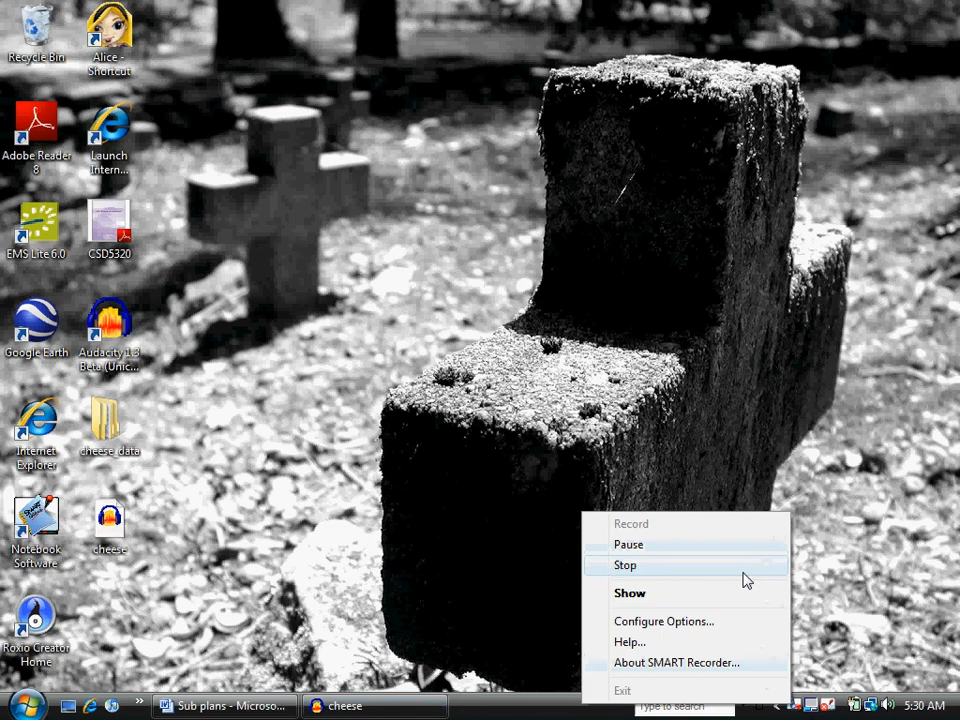 Recycle Bin
Alice -
Shortcut
Adobe Reader
8
Launch
Intern...
EMS Lite 6.0
CSD5320
Google Earth
Audacity 1.3
Beta (Unic...
Internet
Explorer
cheese_data
Notebook
Software
cheese
Roxio Creator
Home
Record
Pause
Stop
Show
Configure Options...
Help...
About SMART Recorder...
Exit
Sub plans - Microso...
cheese
Type to search
5:30 AM